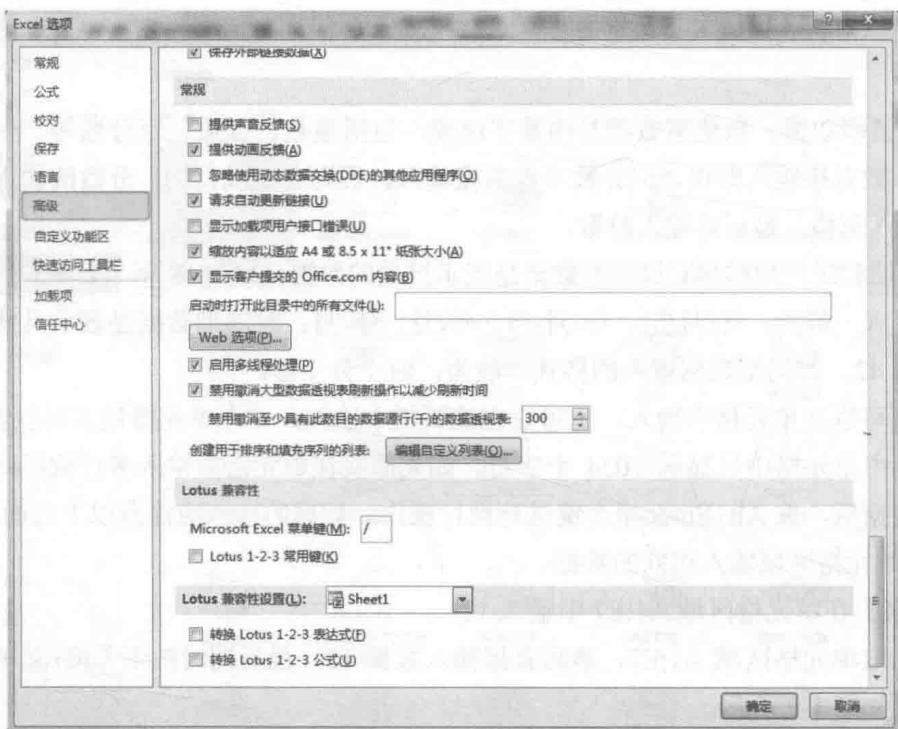 Excel 选项
常规
公式
校对
保存
语言
高级
自定义功能区
快速访问工具栏
加载项
信任中心
保存外部链接数据(X)
常规
提供声音反馈(S)
提供动画反馈(A)
忽略使用动态数据交换(DDE)的其他应用程序(O)
请求自动更新链接(U)
显示加载项用户接口错误(U)
缩放内容以适应 A4 或 8.5 x 11" 纸张大小(A)
显示客户提交的 Office.com 内容(B)
启动时打开此目录中的所有文件(L):
Web 选项(P)...
启用多线程处理(P)
禁用撤消大型数据透视表刷新操作以减少刷新时间
禁用撤消至少具有此数目的数据源行(千)的数据透视表: 300
创建用于排序和填充序列的列表: 编辑自定义列表(O)...
Lotus 兼容性
Microsoft Excel 菜单键(M): /
Lotus 1-2-3 常用键(K)
Lotus 兼容性设置(L): Sheet1
转换 Lotus 1-2-3 表达式(F)
转换 Lotus 1-2-3 公式(U)
确定 取消